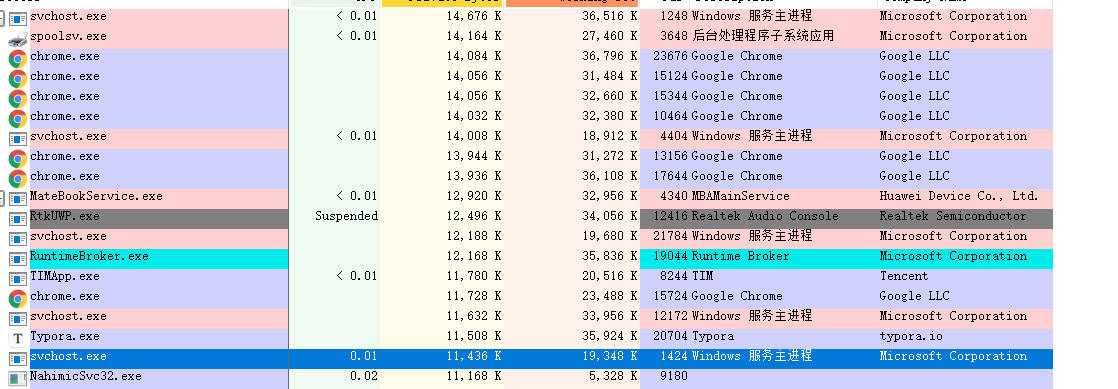 svchost.exe < 0.01 14,676 K 36,516 K 1248 Windows 服务主进程 Microsoft Corporation
spoolsv.exe < 0.01 14,164 K 27,460 K 3648 后台处理程序子系统应用 Microsoft Corporation
chrome.exe 14,084 K 36,796 K 23676 Google Chrome Google LLC
chrome.exe 14,056 K 31,484 K 15124 Google Chrome Google LLC
chrome.exe 14,056 K 32,660 K 15344 Google Chrome Google LLC
chrome.exe 14,032 K 32,380 K 10464 Google Chrome Google LLC
svchost.exe < 0.01 14,008 K 18,912 K 4404 Windows 服务主进程 Microsoft Corporation
chrome.exe 13,944 K 31,272 K 13156 Google Chrome Google LLC
chrome.exe 13,936 K 36,108 K 17644 Google Chrome Google LLC
MateBookService.exe < 0.01 12,920 K 32,956 K 4340 MBAMainService Huawei Device Co., Ltd.
RtkUWP.exe Suspended 12,496 K 34,056 K 12416 Realtek Audio Console Realtek Semiconductor
svchost.exe 12,188 K 19,680 K 21784 Windows 服务主进程 Microsoft Corporation
RuntimeBroker.exe 12,168 K 35,836 K 19044 Runtime Broker Microsoft Corporation
TIMApp.exe < 0.01 11,780 K 20,516 K 8244 TIM Tencent
chrome.exe 11,728 K 23,488 K 15724 Google Chrome Google LLC
svchost.exe 11,632 K 33,956 K 12172 Windows 服务主进程 Microsoft Corporation
T Typora.exe 11,508 K 35,924 K 20704 Typora typora.io
svchost.exe 0.01 11,436 K 19,348 K 1424 Windows 服务主进程 Microsoft Corporation
NahimicSvc32.exe 0.02 11,168 K 5,328 K 9180